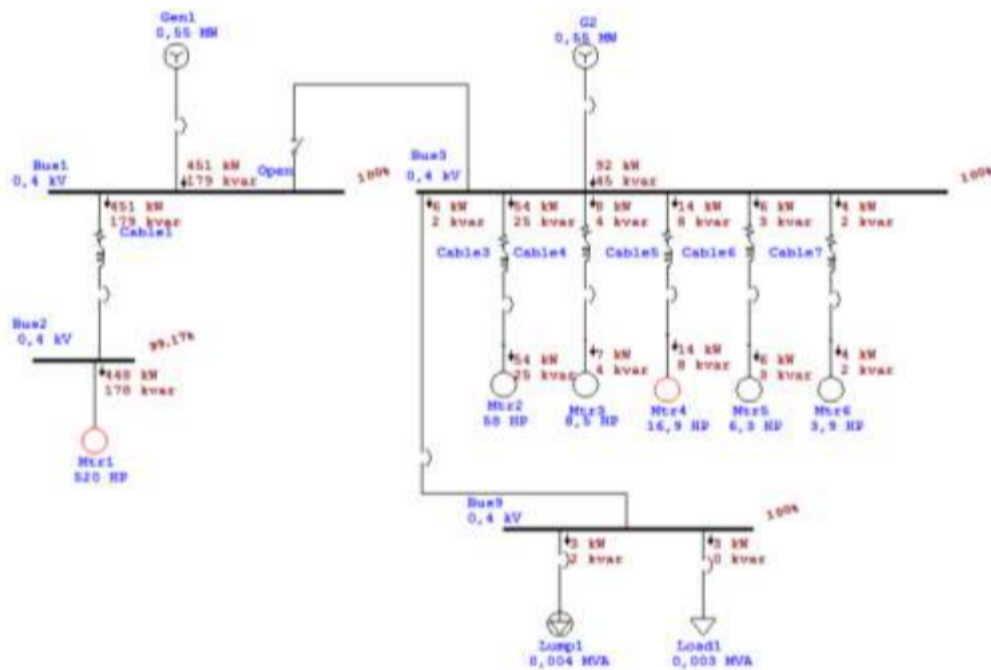 Gen1
0,55 MW
G2
0,55 MW
451 kW
179 kvar
Open
Bus1
0,4 kV
100%
92 kW
45 kvar
0,4 kV
100%
451 kW
179 kvar
Cable1
6 kW
2 kvar
54 kW
25 kvar
8 kW
4 kvar
14 kW
8 kvar
6 kW
3 kvar
4 kW
2 kvar
Cable3
Cable4
Cable5
Cable6
Cable7
Bus2
0,4 kV
99,17%
448 kW
178 kvar
Mtr1
520 HP
54 kW
25 kvar
Mtr2
58 HP
7 kW
4 kvar
Mtr3
8,5 HP
14 kW
8 kvar
Mtr4
16,9 HP
6 kW
3 kvar
Mtr5
6,3 HP
4 kW
2 kvar
Mtr6
3,9 HP
Bus9
0,4 kV
100%
3 kW
2 kvar
3 kW
0 kvar
Lump1
0,004 MVA
Load1
0,003 MVA